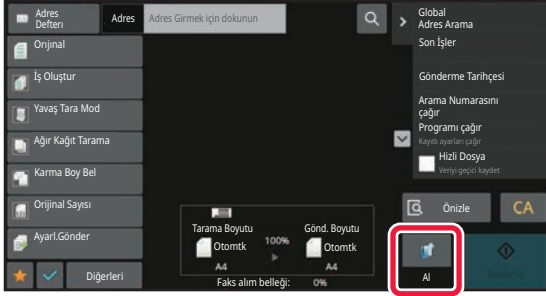 Adres
Defteri
Adres
Adres Girmek için dokunun
Orijinal
İş Oluştur
Yavaş Tara Mod
Ağır Kağıt Tarama
Karma Boy Bel
Orijinal Sayısı
Ayarl.Gönder
Diğerleri
Tarama Boyutu
Otomtk
A4
100%
Gönd. Boyutu
Otomtk
A4
Faks alım belleği: 0%
Global
Adres Arama
Son İşler
Gönderme Tarihçesi
Arama Numarasını
çağır
Programı çağır
Kayıtlı ayarları çağır
Hizli Dosya
Veriyi geçici kaydet
Önizle
CA
Al